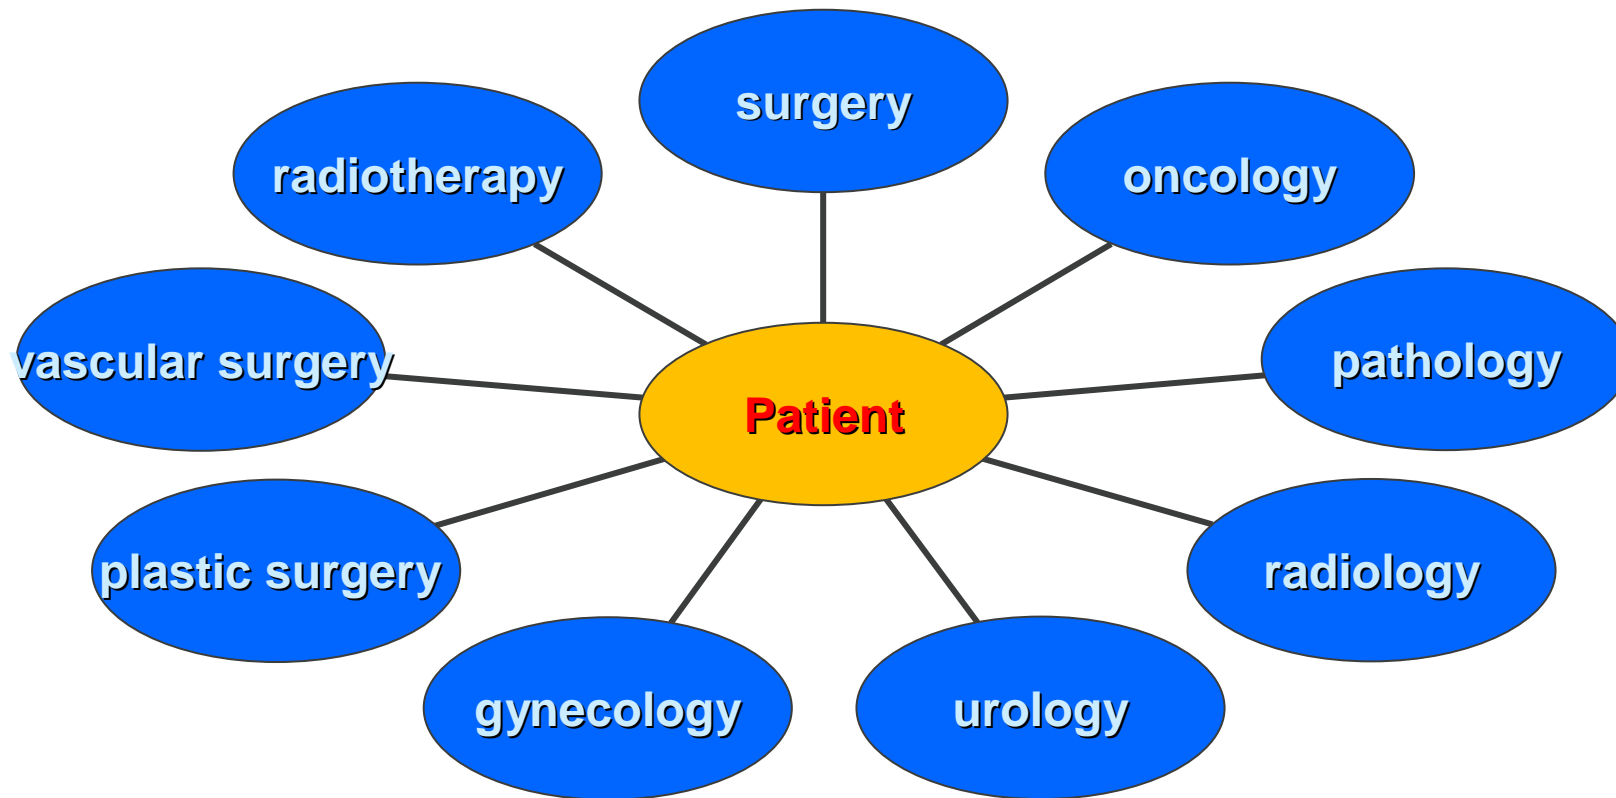 surgery
radiotherapy
oncology
vascular surgery
pathology
Patient
plastic surgery
radiology
gynecology
urology